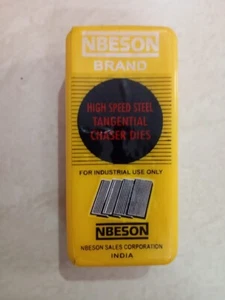 NBESON
BRAND
HIGH SPEED STEEL
TANGENTIAL
CHASER DIES
FOR INDUSTRIAL USE ONLY
NBESON
NBESON SALES CORPORATION
INDIA